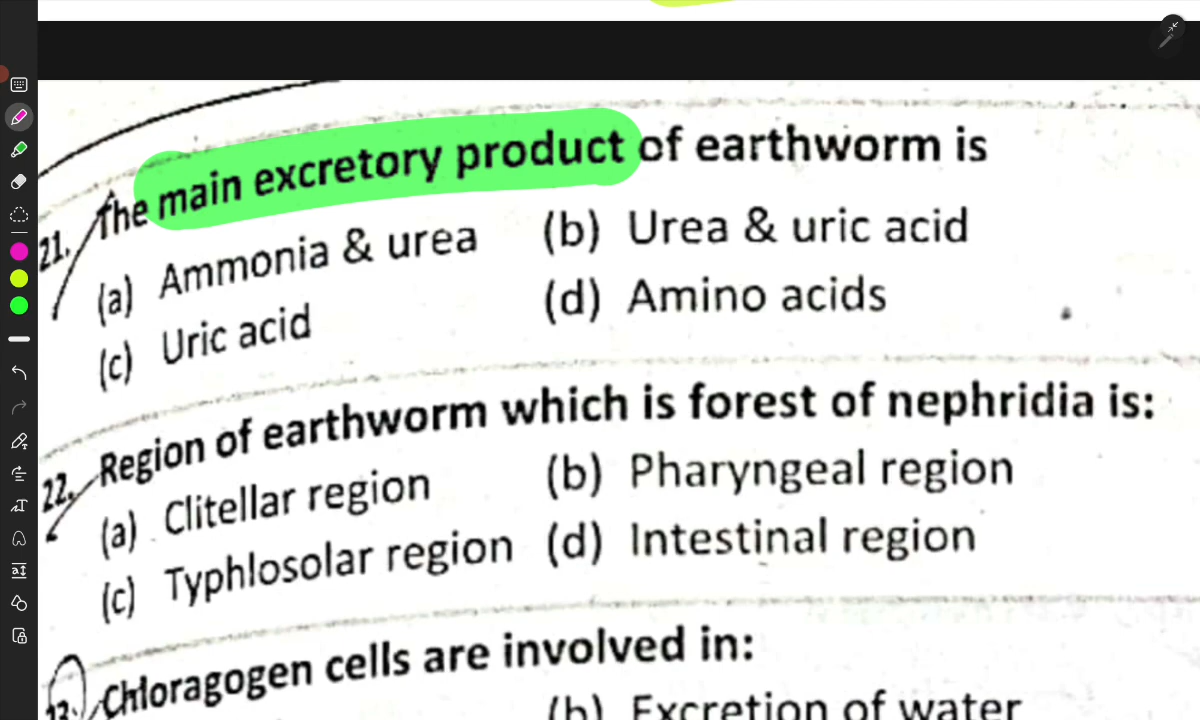 21. The main excretory product of earthworm is
(a) Ammonia & urea (b) Urea & uric acid
(c) Uric acid (d) Amino acids
22. Region of earthworm which is forest of nephridia is:
(a) Clitellar region (b) Pharyngeal region
(c) Typhlosolar region (d) Intestinal region
Chloragogen cells are involved in:
(b) Excretion of water